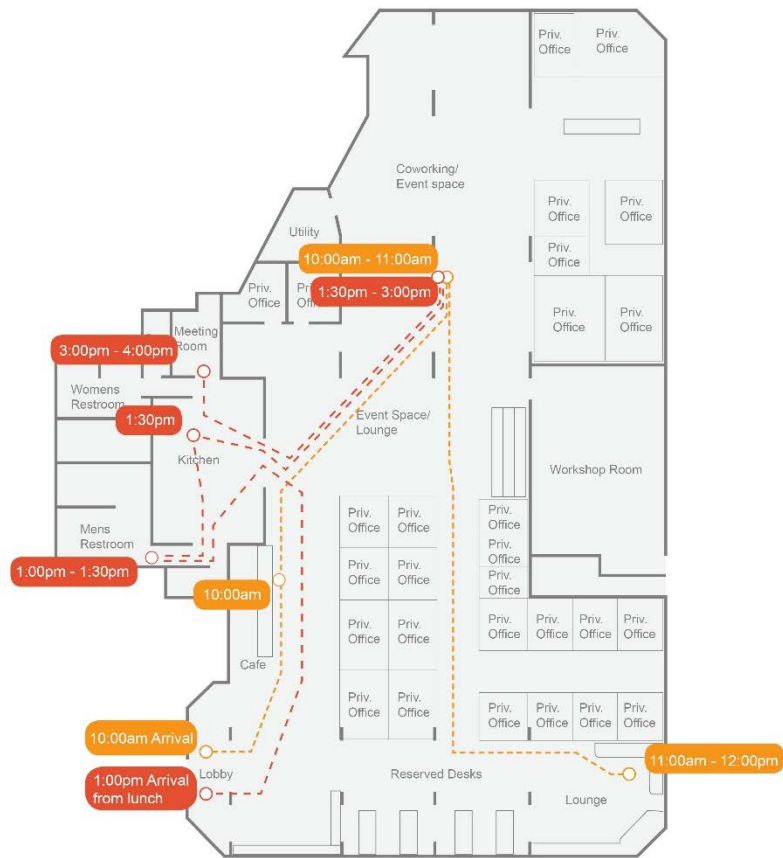 Priv.
Office
Priv.
Office
Coworking/
Event space
Priv.
Office
Priv.
Office
Utility
Priv.
Office
10:00am - 11:00am
1:30pm - 3:00pm
Priv.
Office
Priv.
Office
Priv.
Office
Meeting
Room
3:00pm - 4:00pm
Womens
Restroom
1:30pm
Event Space/
Lounge
Kitchen
Workshop Room
Mens
Restroom
1:00pm - 1:30pm
Priv.
Office
Priv.
Office
Priv.
Office
Priv.
Office
Priv.
Office
Priv.
Office
Priv.
Office
10:00am
Priv.
Office
Priv.
Office
Priv.
Office
Priv.
Office
Priv.
Office
Priv.
Office
Cafe
Priv.
Office
Priv.
Office
Priv.
Office
Priv.
Office
Priv.
Office
Priv.
Office
10:00am Arrival
11:00am - 12:00pm
Lobby
Reserved Desks
1:00pm Arrival
from lunch
Lounge